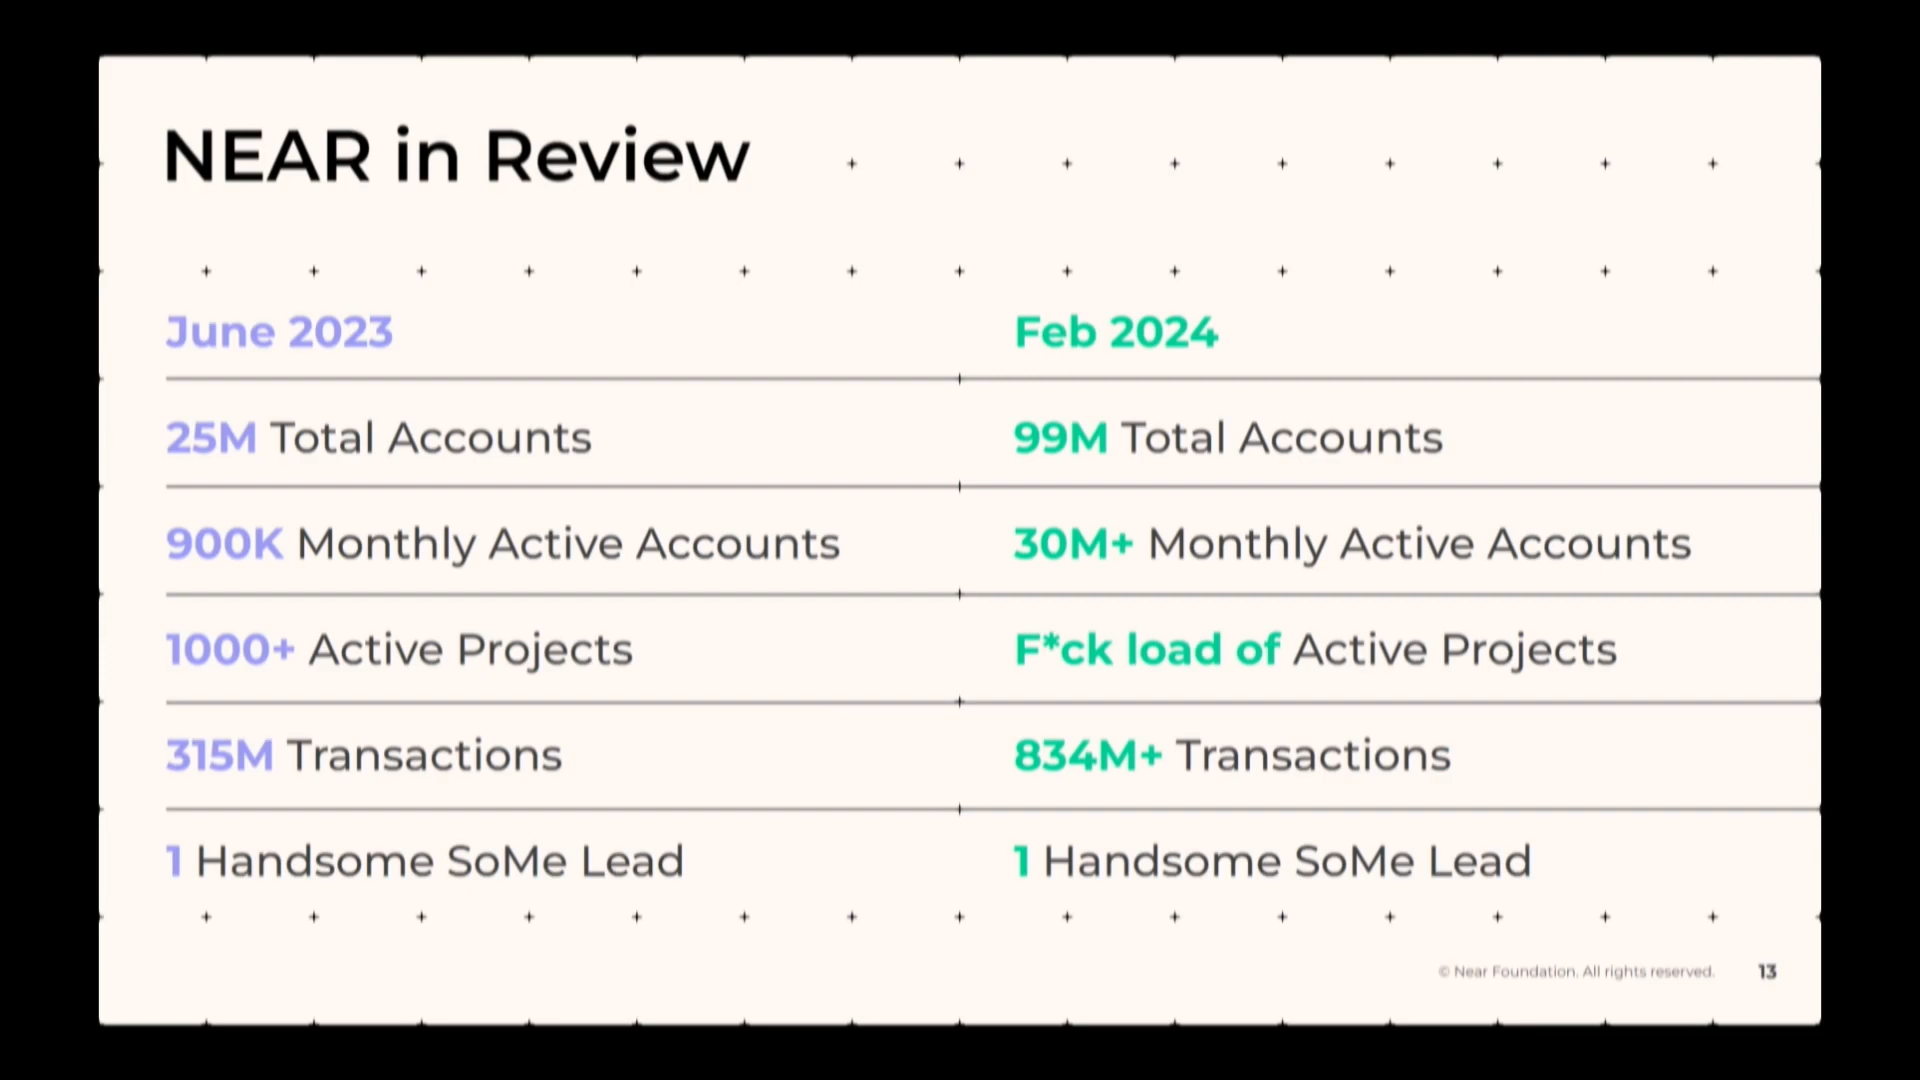 NEAR in Review
June 2023
Feb 2024
25M Total Accounts
99M Total Accounts
900K Monthly Active Accounts
30M+ Monthly Active Accounts
1000+ Active Projects
F*ck load of Active Projects
315M Transactions
834M+ Transactions
1 Handsome SoMe Lead
1 Handsome SoMe Lead
© Near Foundation. All rights reserved.
13